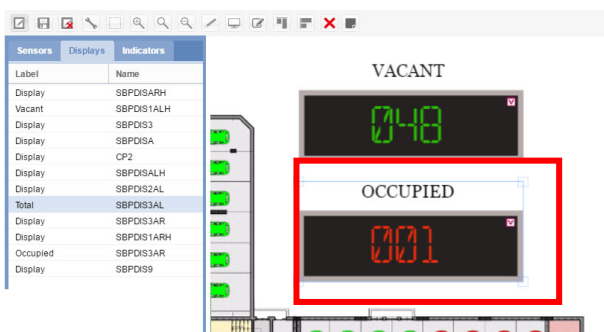 Sensors Displays Indicators
Label Name
Display SBPDISARH
Vacant SBPDIS1ALH
Display SBPDIS3
Display SBPDISA
Display CP2
Display SBPDISALH
Display SBPDIS2AL
Total SBPDIS3AL
Display SBPDIS3AR
Display SBPDIS1ARH
Occupied SBPDIS3AR
Display SBPDIS9
VACANT
V
048
OCCUPIED
V
001